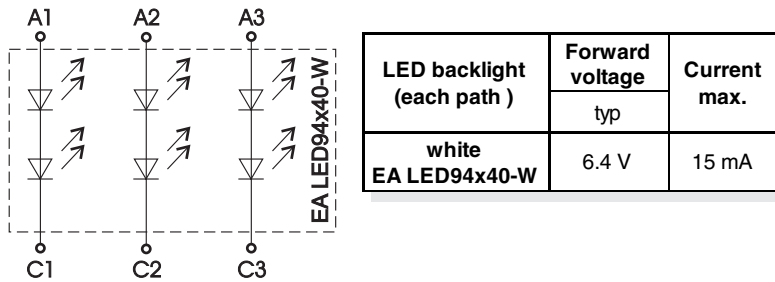 A1 A2 A3
EA LED94x40-W
C1 C2 C3
LED backlight
(each path )
Forward
voltage
typ
Current
max.
white
EA LED94x40-W
6.4 V
15 mA